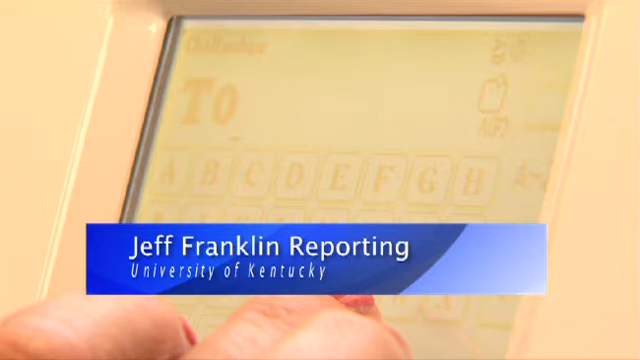 To
A B C D E F G H
Jeff Franklin Reporting
University of Kentucky